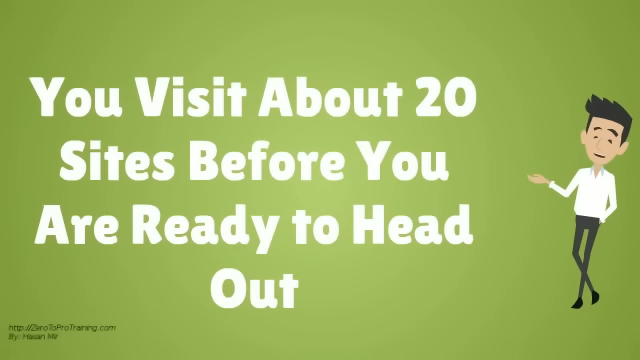 You Visit About 20
Sites Before You
Are Ready to Head
Out
http://ZeroToProTraining.com
By: Hasan Mir